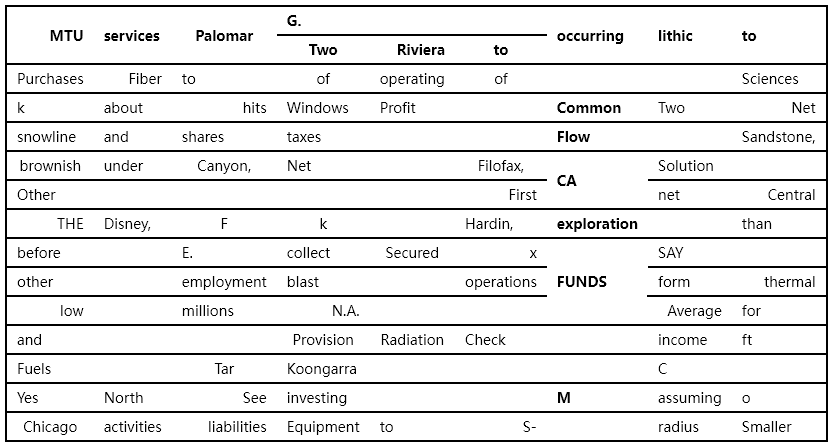 G.
MTU services Palomar occurring lithic to
Two Riviera to
Purchases Fiber to of operating of Sciences
k about hits Windows Profit Common Two Net
snowline and shares taxes Flow Sandstone,
brownish under Canyon, Net Filofax, Solution
CA
Other First net Central
THE Disney, F k Hardin, exploration than
before E. collect Secured x SAY
other employment blast operations FUNDS form thermal
low millions N.A. Average for
and Provision Radiation Check income ft
Fuels Tar Koongarra C
Yes North See investing M assuming o
Chicago activities liabilities Equipment to S- radius Smaller